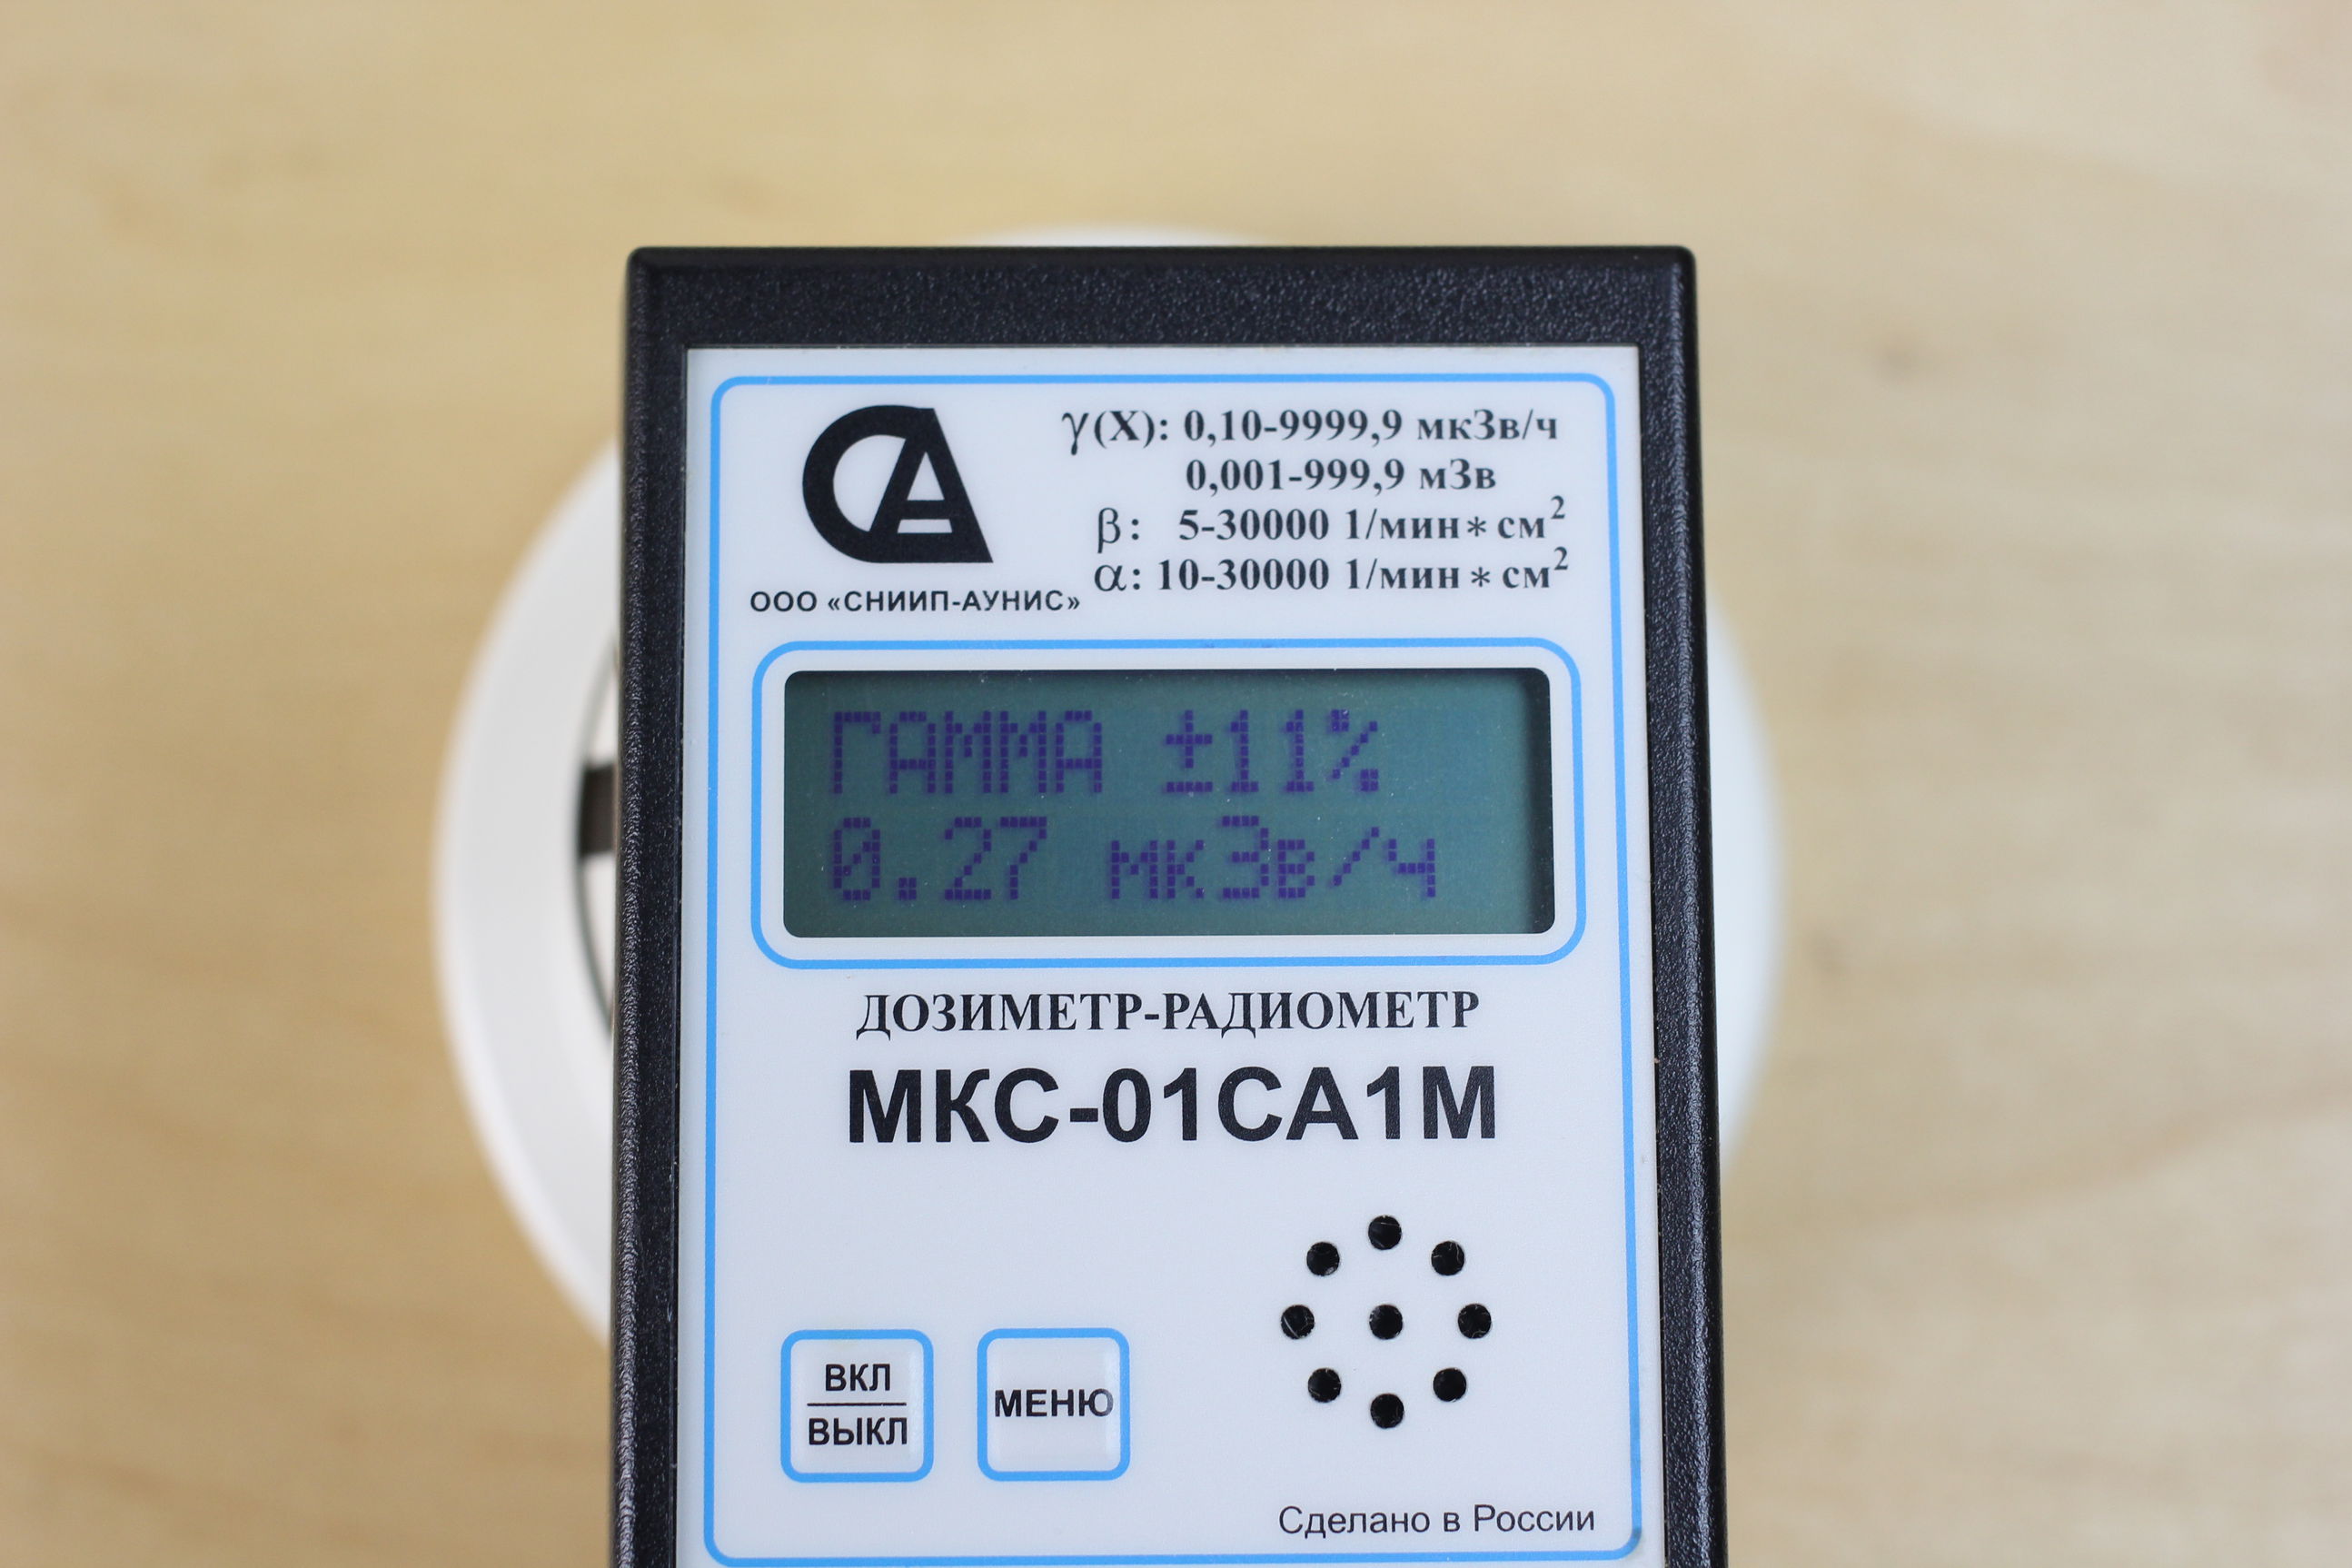 СА
ООО «СНИИП-АУНИС»
γ(X): 0,10-9999,9 мкЗв/ч
0,001-999,9 мЗв
β: 5-30000 1/мин*см²
α: 10-30000 1/мин*см²
ГАММА ±11%
0.27 мкЗв/ч
ДОЗИМЕТР-РАДИОМЕТР
МКС-01СА1М
ВКЛ
ВЫКЛ
МЕНЮ
Сделано в России